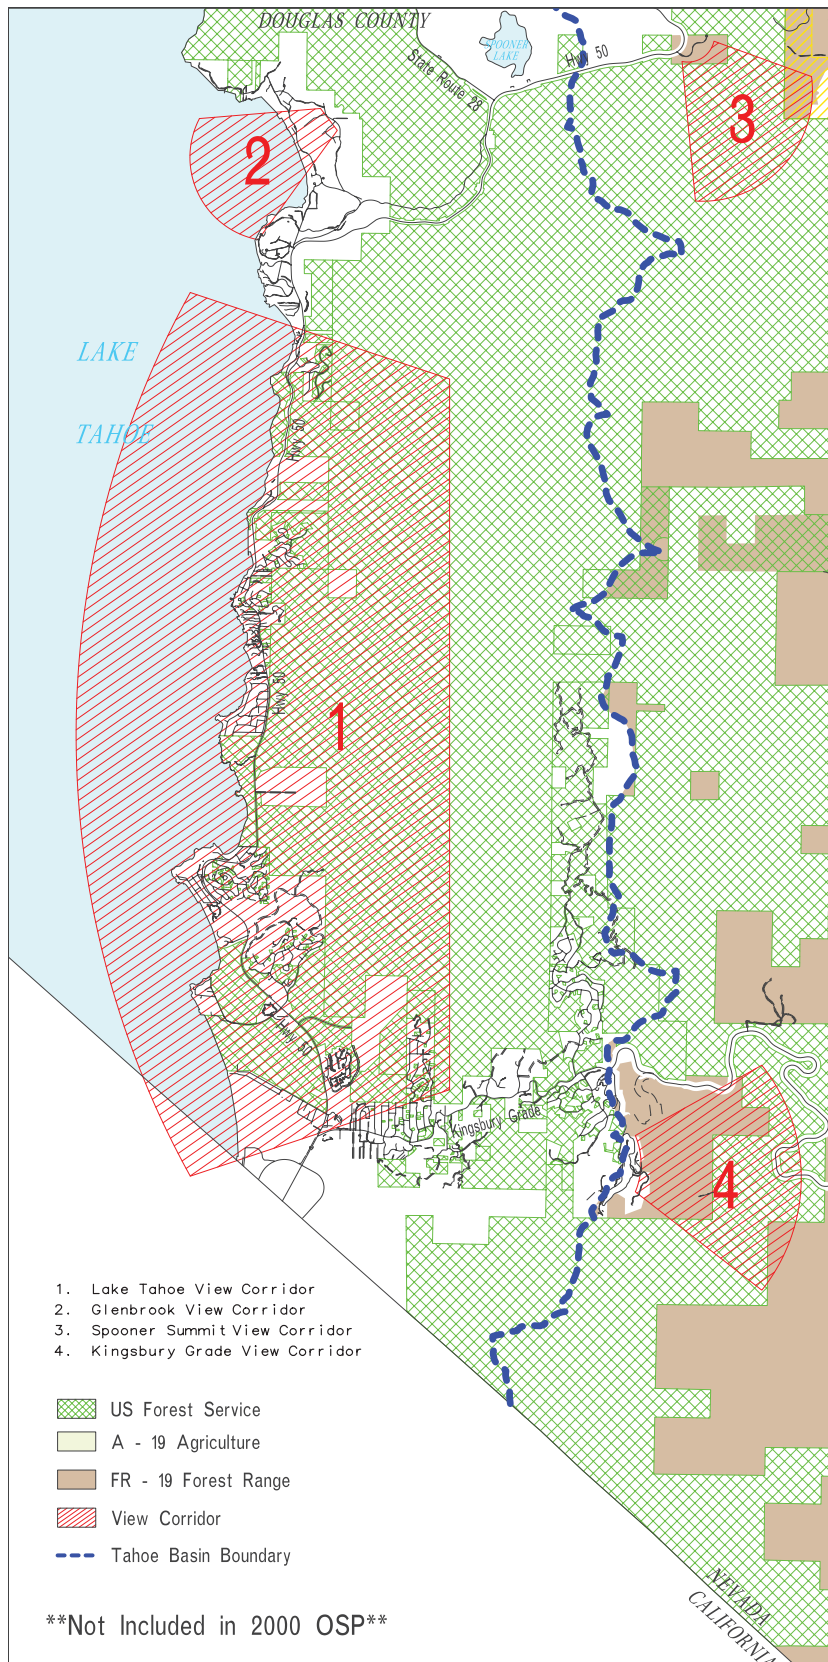 DOUGLAS COUNTY
SPOONER
LAKE
Hwy 50
State Route 28
3
2
LAKE
TAHOE
Hwy 50
Hwy 50
1
Hwy 50
Kingsbury Grade
4
1. Lake Tahoe View Corridor
2. Glenbrook View Corridor
3. Spooner Summit View Corridor
4. Kingsbury Grade View Corridor
US Forest Service
A - 19 Agriculture
FR - 19 Forest Range
View Corridor
Tahoe Basin Boundary
NEVADA
CALIFORNIA
**Not Included in 2000 OSP**